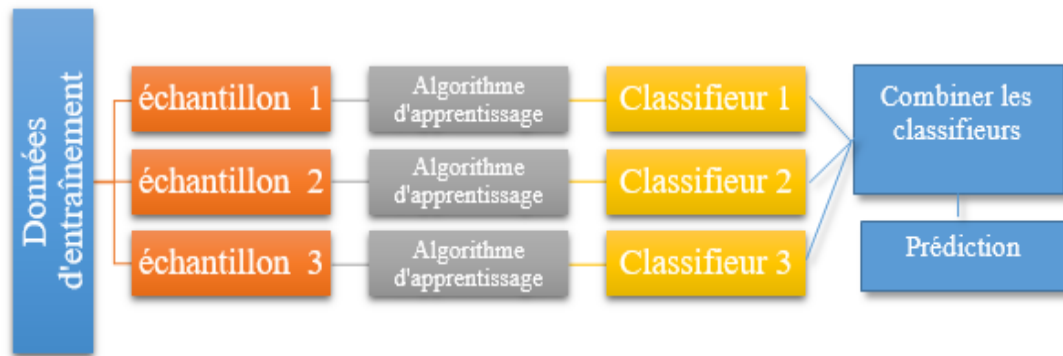 Données
d'entraînement
échantillon 1
Algorithme
d'apprentissage
Classifieur 1
échantillon 2
Algorithme
d'apprentissage
Classifieur 2
échantillon 3
Algorithme
d'apprentissage
Classifieur 3
Combiner les
classifieurs
Prédiction